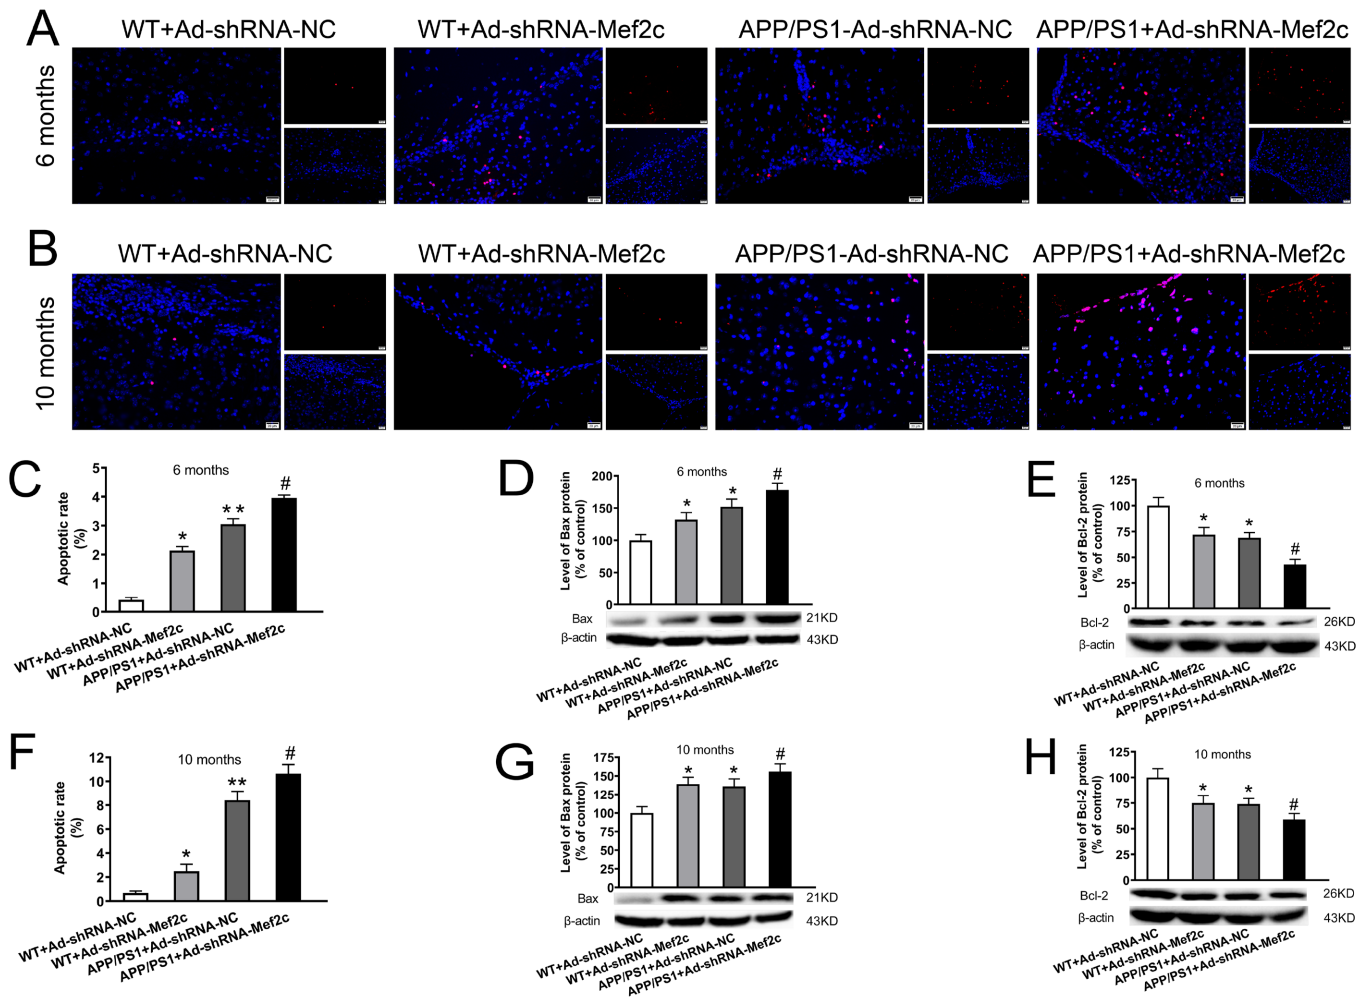 A
WT+Ad-shRNA-NC
WT+Ad-shRNA-Mef2c
APP/PS1-Ad-shRNA-NC
APP/PS1+Ad-shRNA-Mef2c
6 months
B
WT+Ad-shRNA-NC
WT+Ad-shRNA-Mef2c
APP/PS1-Ad-shRNA-NC
APP/PS1+Ad-shRNA-Mef2c
10 months
C
6 months
Apoptotic rate
(%)
5
4
3
2
1
0
*
**
#
WT+Ad-shRNA-NC
WT+Ad-shRNA-Mef2c
APP/PS1+Ad-shRNA-NC
APP/PS1+Ad-shRNA-Mef2c
D
6 months
Level of Bax protein
(% of control)
200
150
100
50
0
*
*
#
Bax
21KD
β-actin
43KD
WT+Ad-shRNA-NC
WT+Ad-shRNA-Mef2c
APP/PS1+Ad-shRNA-NC
APP/PS1+Ad-shRNA-Mef2c
E
6 months
Level of Bcl-2 protein
(% of control)
125
100
75
50
25
0
*
*
#
Bcl-2
26KD
β-actin
43KD
WT+Ad-shRNA-NC
WT+Ad-shRNA-Mef2c
APP/PS1+Ad-shRNA-NC
APP/PS1+Ad-shRNA-Mef2c
F
10 months
Apoptotic rate
(%)
12
10
8
6
4
2
0
*
**
#
WT+Ad-shRNA-NC
WT+Ad-shRNA-Mef2c
APP/PS1+Ad-shRNA-NC
APP/PS1+Ad-shRNA-Mef2c
G
10 months
Level of Bax protein
(% of control)
175
150
125
100
75
50
25
0
*
*
#
Bax
21KD
β-actin
43KD
WT+Ad-shRNA-NC
WT+Ad-shRNA-Mef2c
APP/PS1+Ad-shRNA-NC
APP/PS1+Ad-shRNA-Mef2c
H
10 months
Level of Bcl-2 protein
(% of control)
125
100
75
50
25
0
*
*
#
Bcl-2
26KD
β-actin
43KD
WT+Ad-shRNA-NC
WT+Ad-shRNA-Mef2c
APP/PS1+Ad-shRNA-NC
APP/PS1+Ad-shRNA-Mef2c